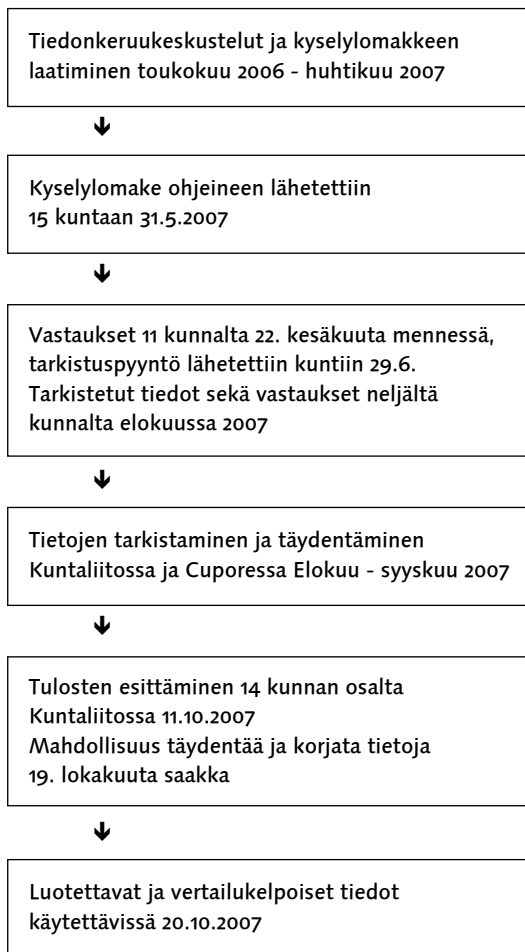 Tiedonkeruukeskustelut ja kyselylomakkeen
laatiminen toukokuu 2006 - huhtikuu 2007
Kyselylomake ohjeineen lähetettiin
15 kuntaan 31.5.2007
Vastaukset 11 kunnalta 22. kesäkuuta mennessä,
tarkistuspyyntö lähetettiin kuntiin 29.6.
Tarkistetut tiedot sekä vastaukset neljältä
kunnalta elokuussa 2007
Tietojen tarkistaminen ja täydentäminen
Kuntaliitossa ja Cuporessa Elokuu - syyskuu 2007
Tulosten esittäminen 14 kunnan osalta
Kuntaliitossa 11.10.2007
Mahdollisuus täydentää ja korjata tietoja
19. lokakuuta saakka
Luotettavat ja vertailukelpoiset tiedot
käytettävissä 20.10.2007